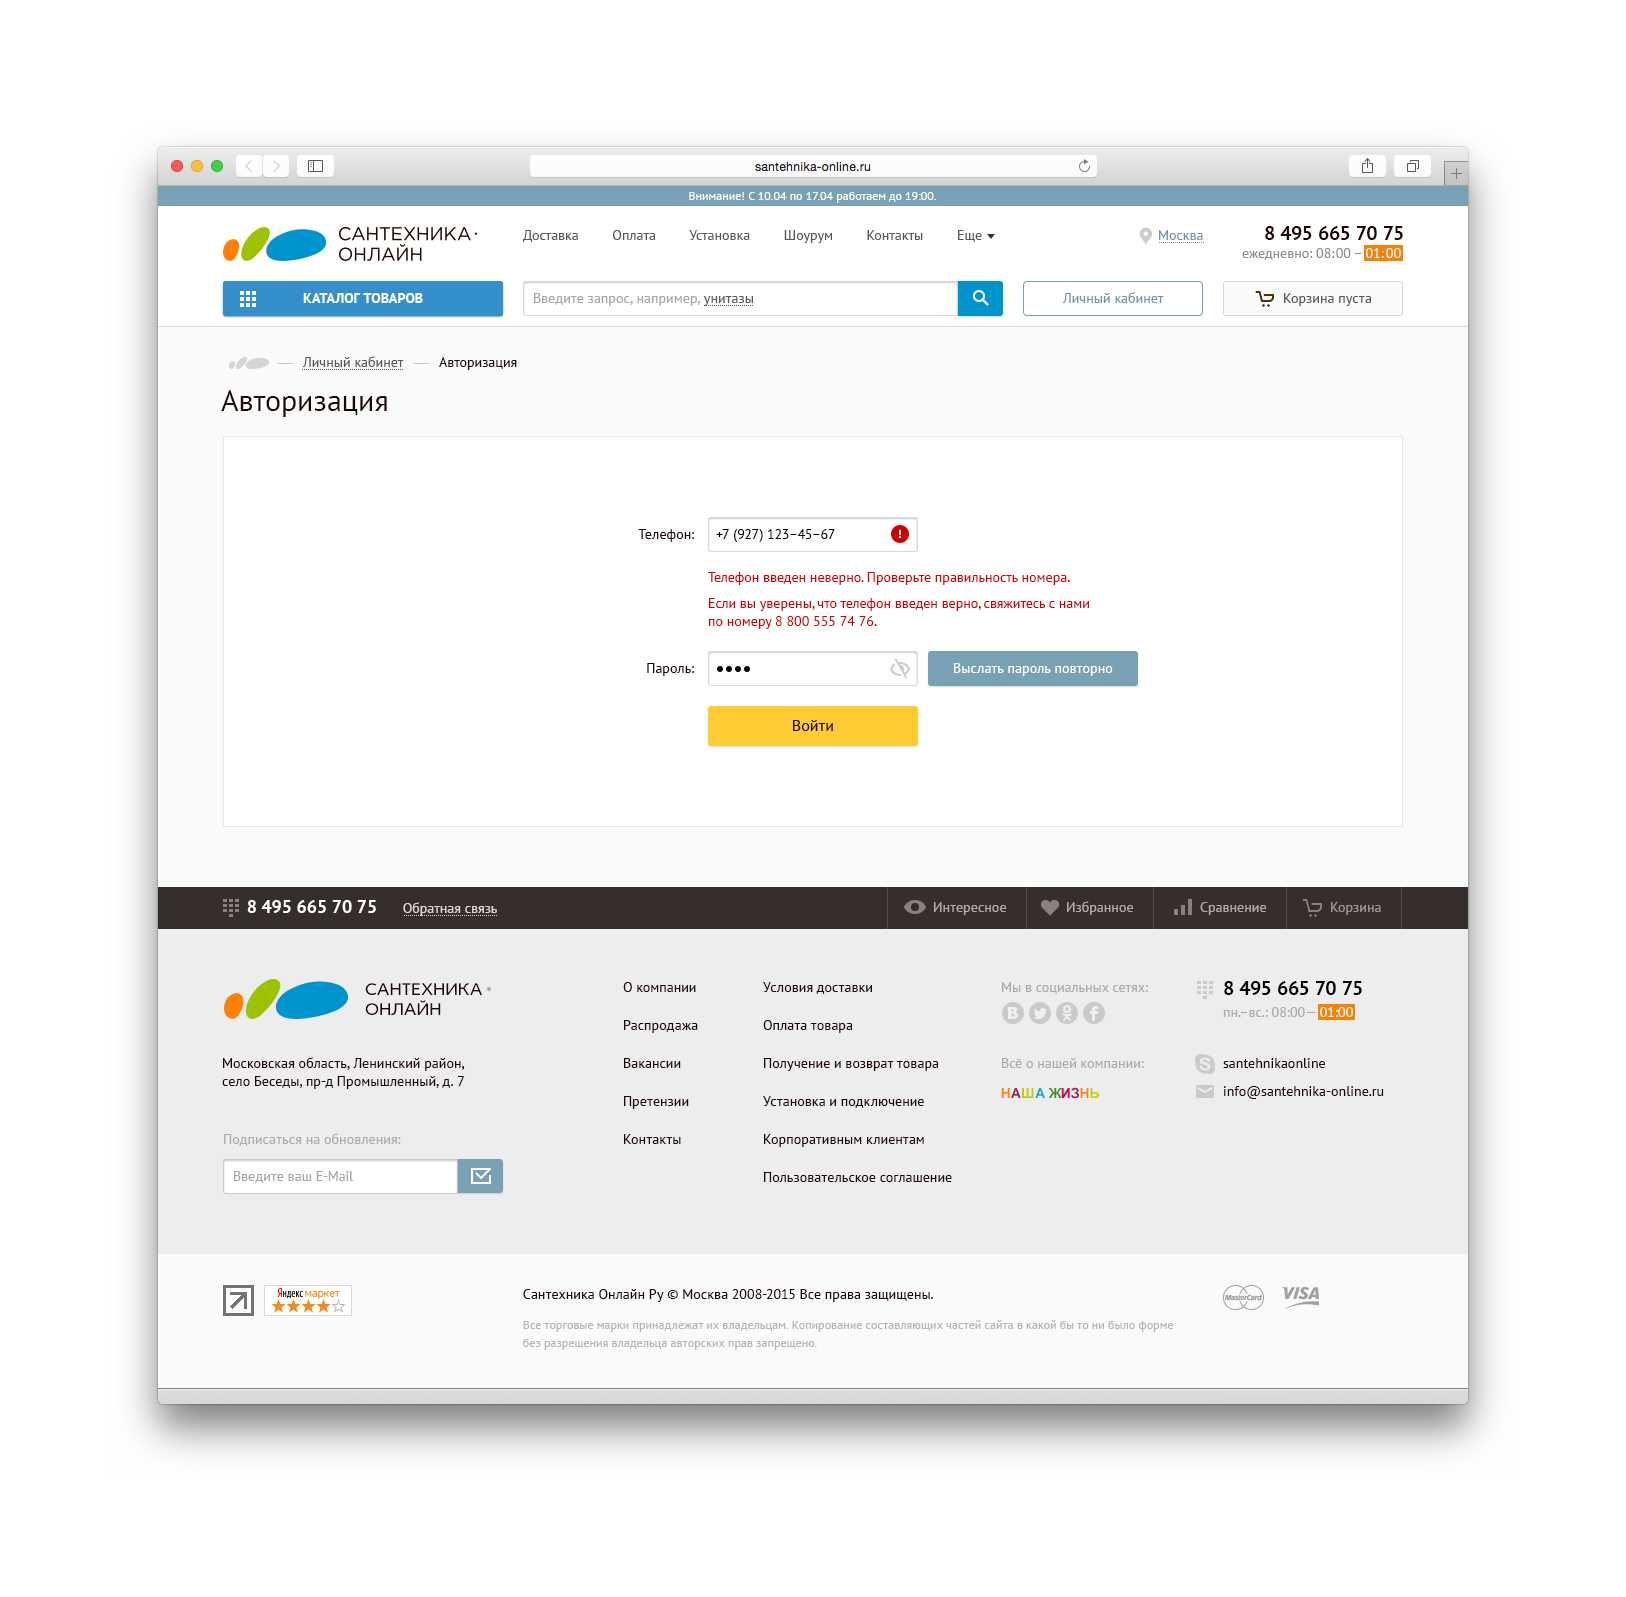 santehnika-online.ru
Внимание! С 10.04 по 17.04 работаем до 19:00.
САНТЕХНИКА·
ОНЛАЙН
Доставка Оплата Установка Шоурум Контакты Еще
Москва
8 495 665 70 75
ежедневно: 08:00 – 01:00
КАТАЛОГ ТОВАРОВ
Введите запрос, например, унитазы
Личный кабинет
Корзина пуста
— Личный кабинет — Авторизация
Авторизация
Телефон: +7 (927) 123–45–67
Телефон введен неверно. Проверьте правильность номера.
Если вы уверены, что телефон введен верно, свяжитесь с нами
по номеру 8 800 555 74 76.
Пароль: ●●●● Выслать пароль повторно
Войти
8 495 665 70 75 Обратная связь Интересное Избранное Сравнение Корзина
САНТЕХНИКА·
ОНЛАЙН
Московская область, Ленинский район,
село Беседы, пр-д Промышленный, д. 7
Подписаться на обновления:
Введите ваш E-Mail
О компании
Распродажа
Вакансии
Претензии
Контакты
Условия доставки
Оплата товара
Получение и возврат товара
Установка и подключение
Корпоративным клиентам
Пользовательское соглашение
Мы в социальных сетях:
Всё о нашей компании:
НАША ЖИЗНЬ
8 495 665 70 75
пн.–вс.: 08:00—01:00
santehnikaonline
info@santehnika-online.ru
Яндекс маркет
Сантехника Онлайн Ру © Москва 2008-2015 Все права защищены.
Все торговые марки принадлежат их владельцам. Копирование составляющих частей сайта в какой бы то ни было форме
без разрешения владельца авторских прав запрещено.
MasterCard VISA